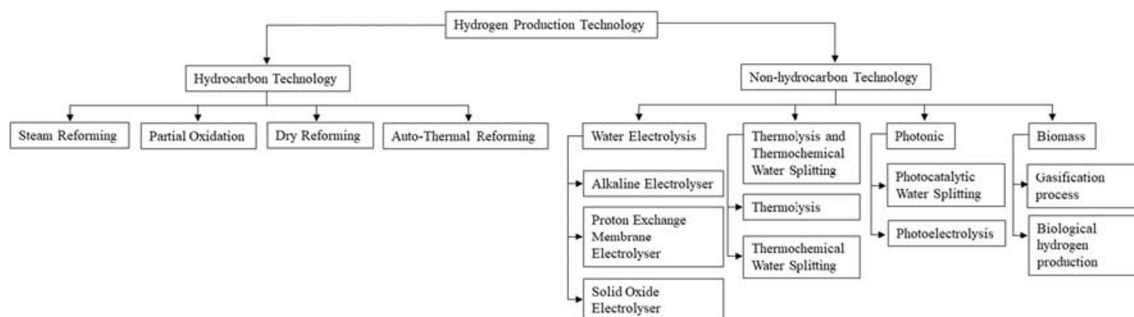 Hydrogen Production Technology
Hydrocarbon Technology
Non-hydrocarbon Technology
Steam Reforming
Partial Oxidation
Dry Reforming
Auto-Thermal Reforming
Water Electrolysis
Alkaline Electrolyser
Proton Exchange
Membrane
Electrolyser
Solid Oxide
Electrolyser
Thermolysis and
Thermochemical
Water Splitting
Thermolysis
Thermochemical
Water Splitting
Photonic
Photocatalytic
Water Splitting
Photoelectrolysis
Biomass
Gasification
process
Biological
hydrogen
production